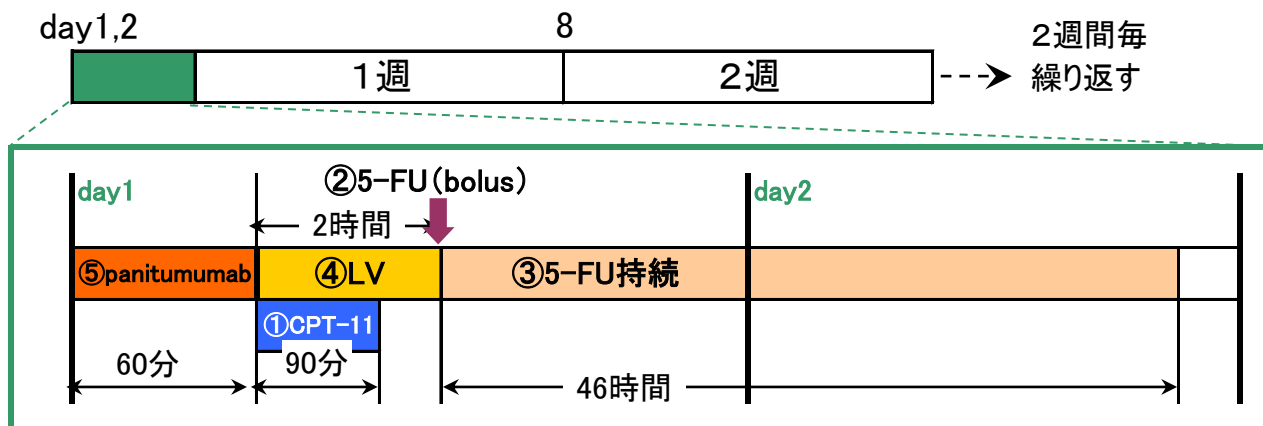 day1,2
8
2週間毎
繰り返す
1週
2週
day1
②5-FU(bolus)
day2
2時間
⑤panitumumab
④LV
③5-FU持続
①CPT-11
60分
90分
46時間